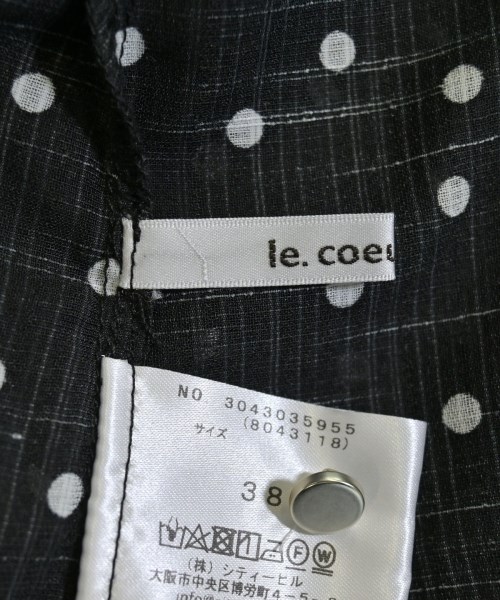 le. coeu
NO 3043035955
(8043118)
サイズ
38
F W
(株) シティーヒル
大阪市中央区博労町4-5-9